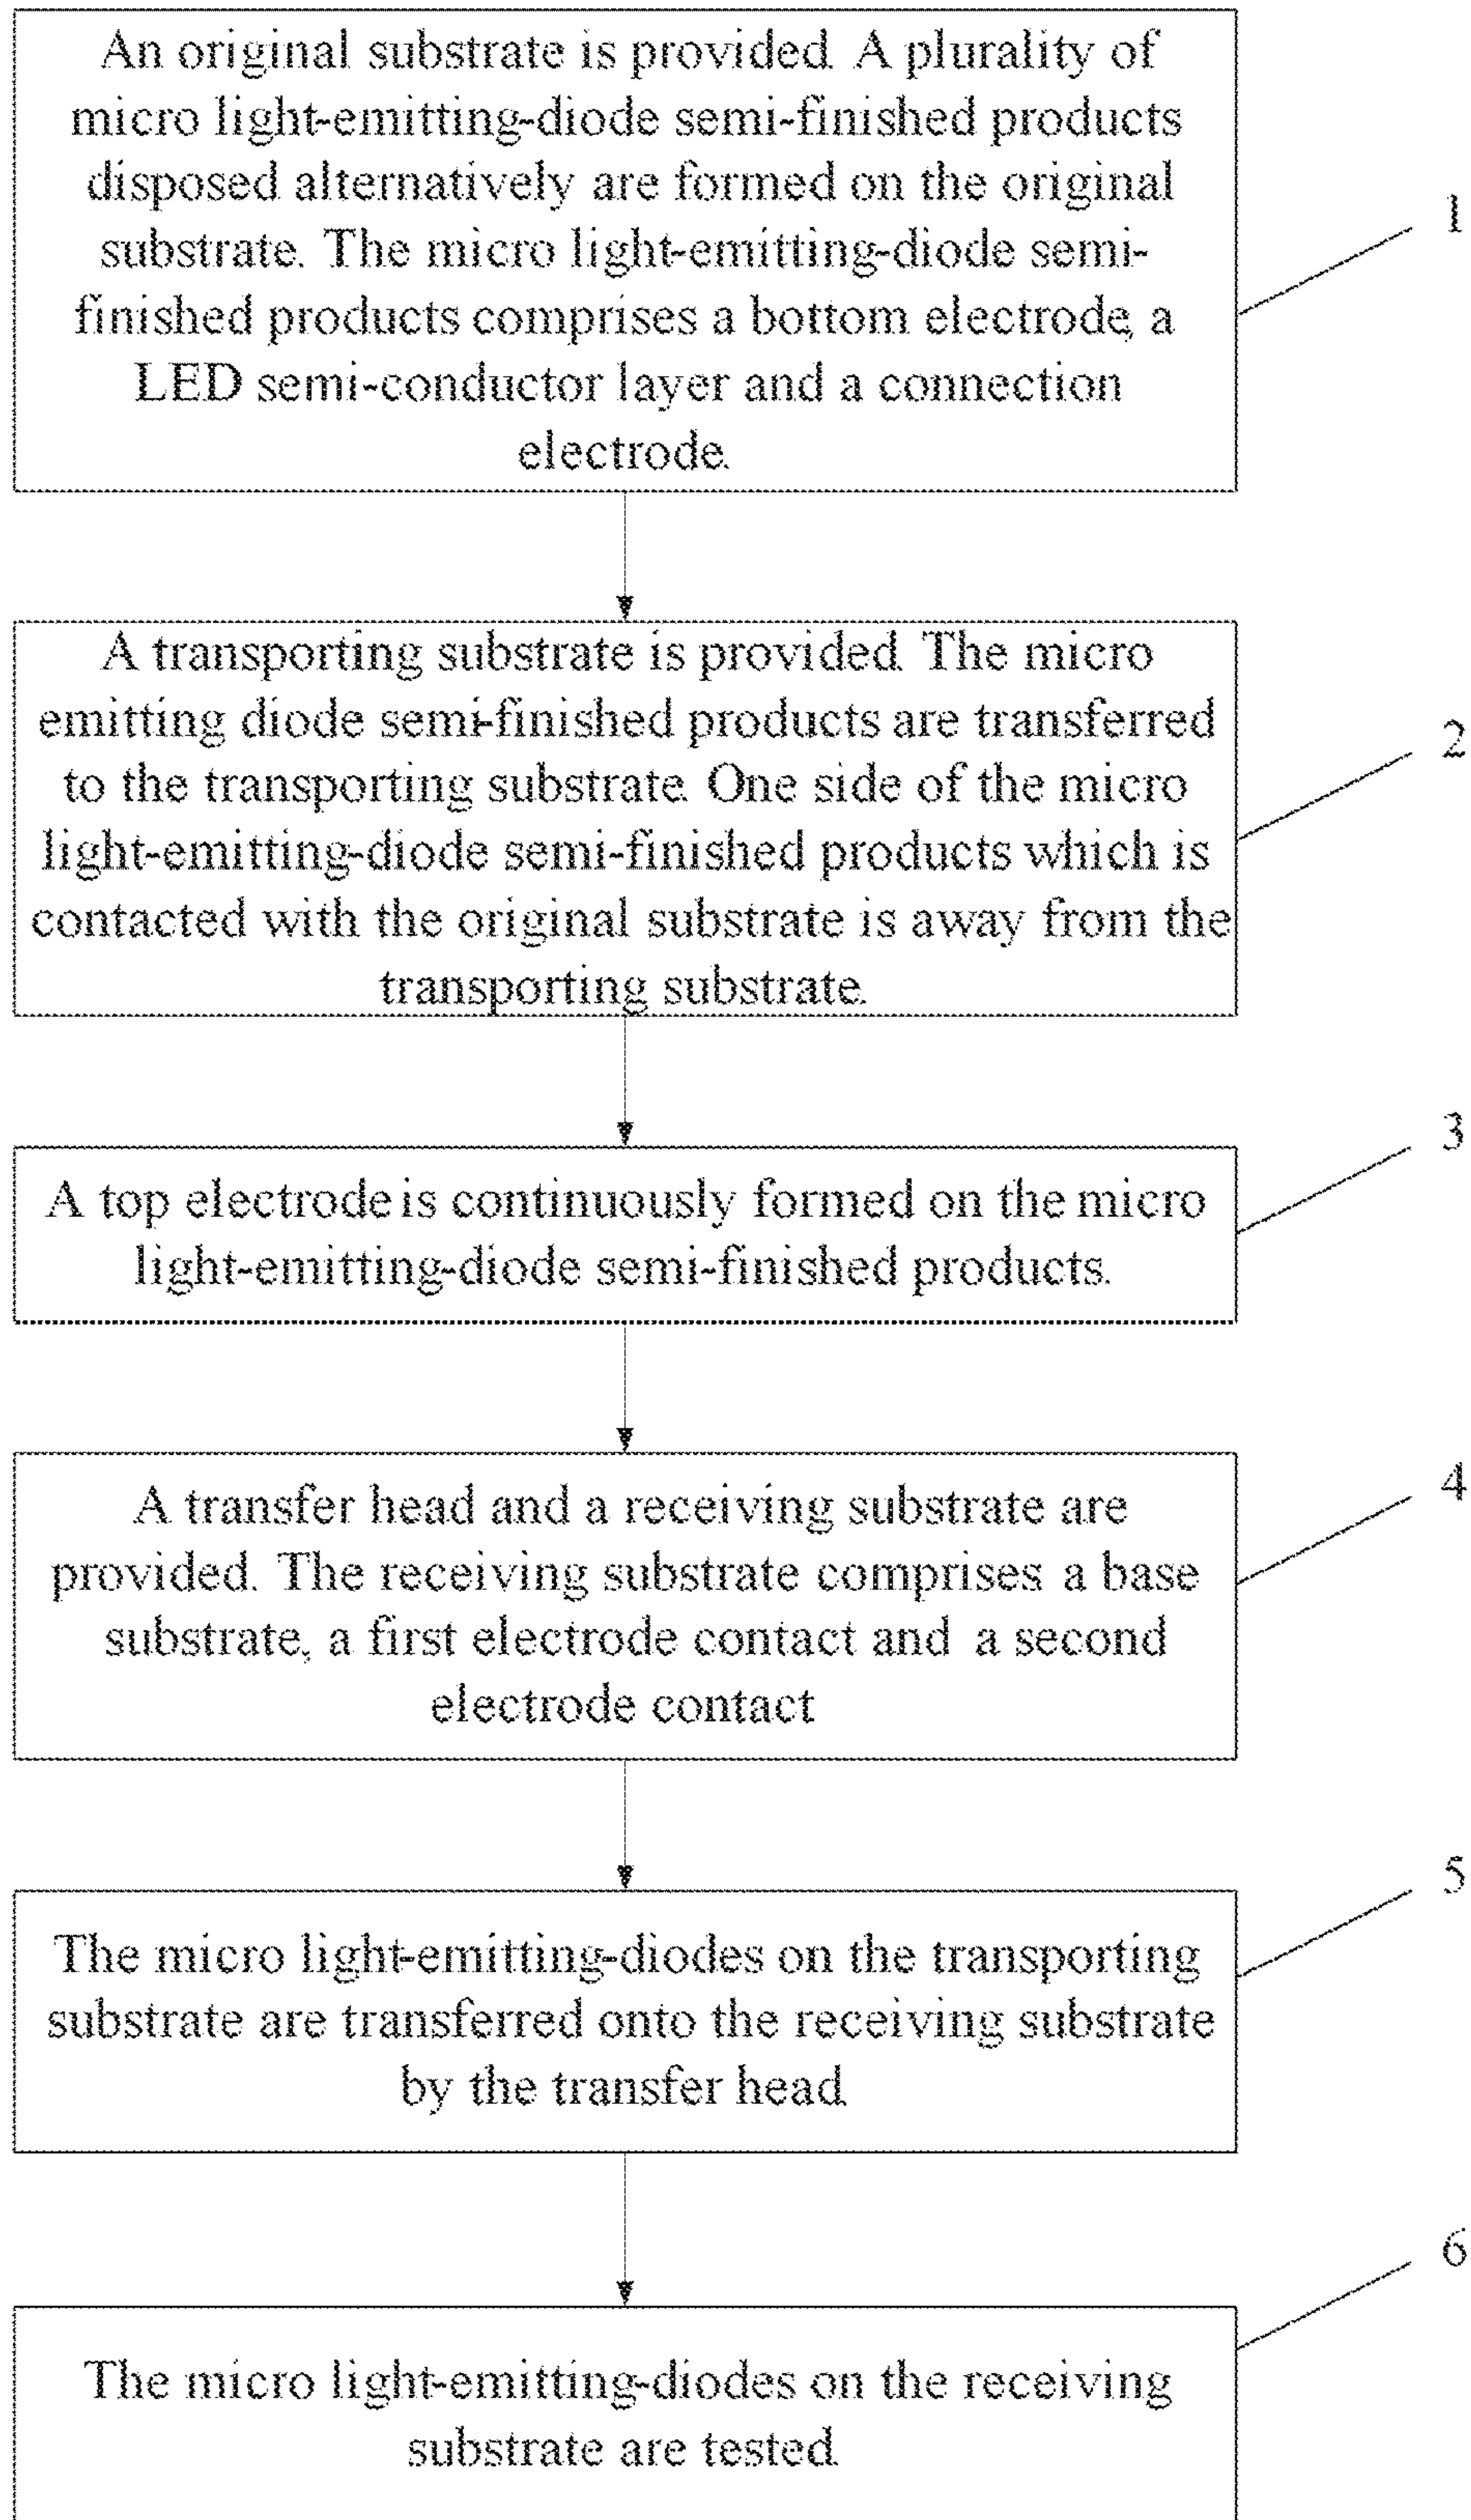 An original substrate is provided. A plurality of
micro light-emitting-diode semi-finished products
disposed alternatively are formed on the original
substrate. The micro light-emitting-diode semi-
finished products comprises a bottom electrode, a
LED semi-conductor layer and a connection
electrode.
1
A transporting substrate is provided. The micro
emitting diode semi-finished products are transferred
to the transporting substrate. One side of the micro
light-emitting-diode semi-finished products which is
contacted with the original substrate is away from the
transporting substrate.
2
A top electrode is continuously formed on the micro
light-emitting-diode semi-finished products.
3
A transfer head and a receiving substrate are
provided. The receiving substrate comprises a base
substrate, a first electrode contact and a second
electrode contact
4
The micro light-emitting-diodes on the transporting
substrate are transferred onto the receiving substrate
by the transfer head.
5
The micro light-emitting-diodes on the receiving
substrate are tested.
6